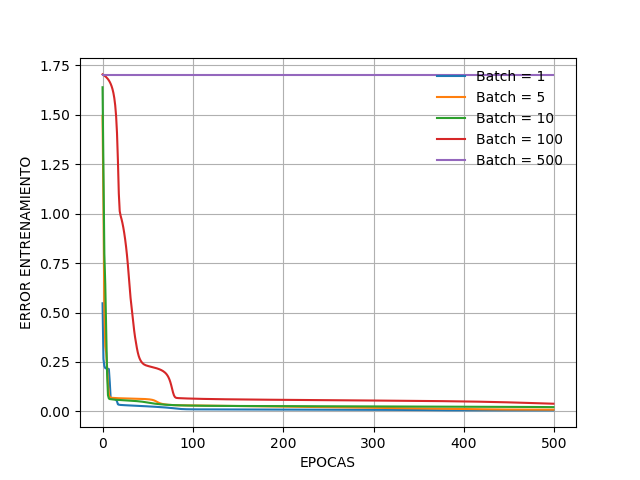 1.75
1.50
1.25
1.00
0.75
0.50
0.25
0.00
ERROR ENTRENAMIENTO
Batch = 1
Batch = 5
Batch = 10
Batch = 100
Batch = 500
0 100 200 300 400 500
EPOCAS